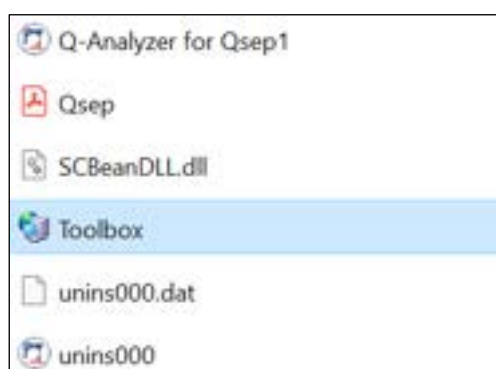 Q-Analyzer for Qsep1
Qsep
SCBeanDLL.dll
Toolbox
unins000.dat
unins000